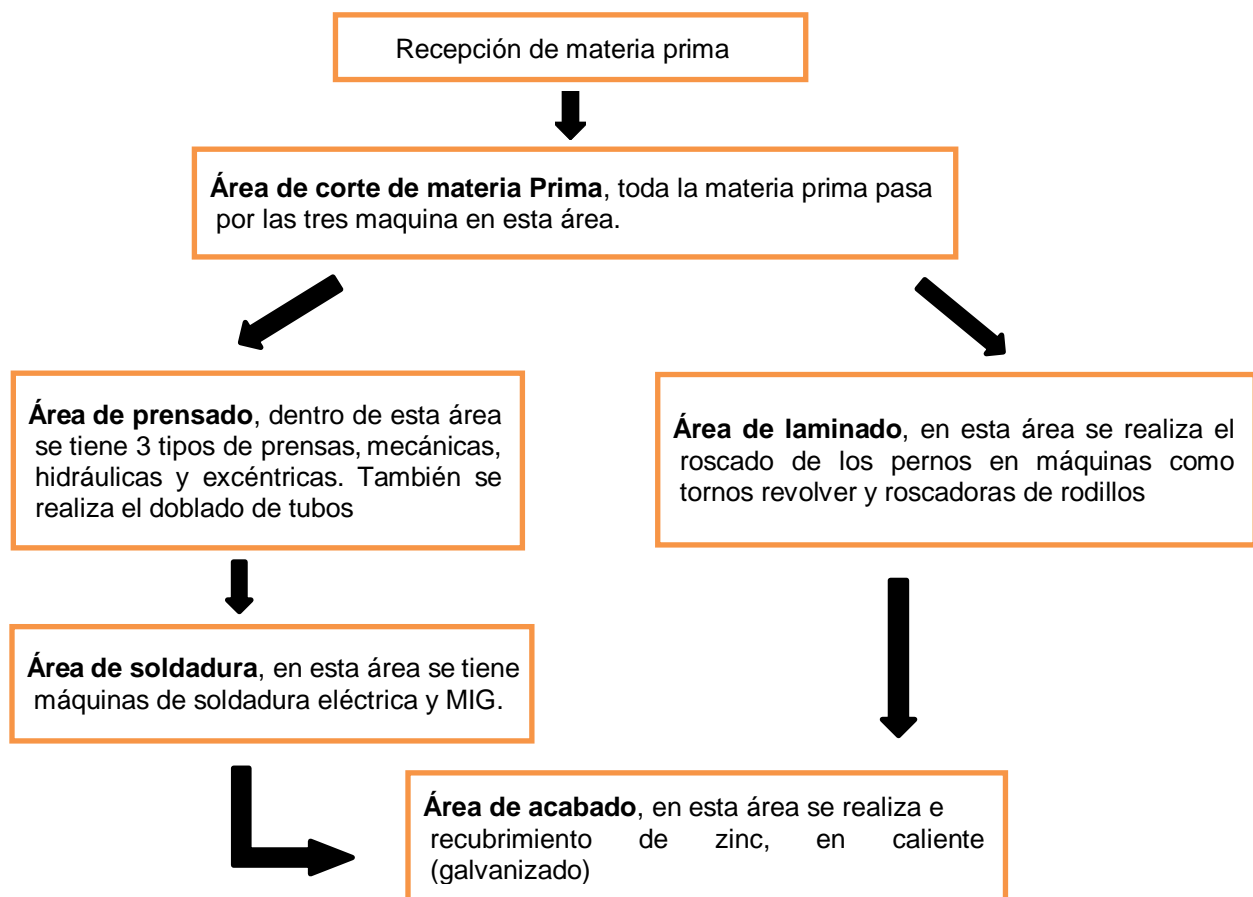 Recepción de materia prima
Área de corte de materia Prima, toda la materia prima pasa
por las tres maquina en esta área.
Área de prensado, dentro de esta área
se tiene 3 tipos de prensas, mecánicas,
hidráulicas y excéntricas. También se
realiza el doblado de tubos
Área de laminado, en esta área se realiza el
roscado de los pernos en máquinas como
tornos revolver y roscadoras de rodillos
Área de soldadura, en esta área se tiene
máquinas de soldadura eléctrica y MIG.
Área de acabado, en esta área se realiza e
recubrimiento de zinc, en caliente
(galvanizado)